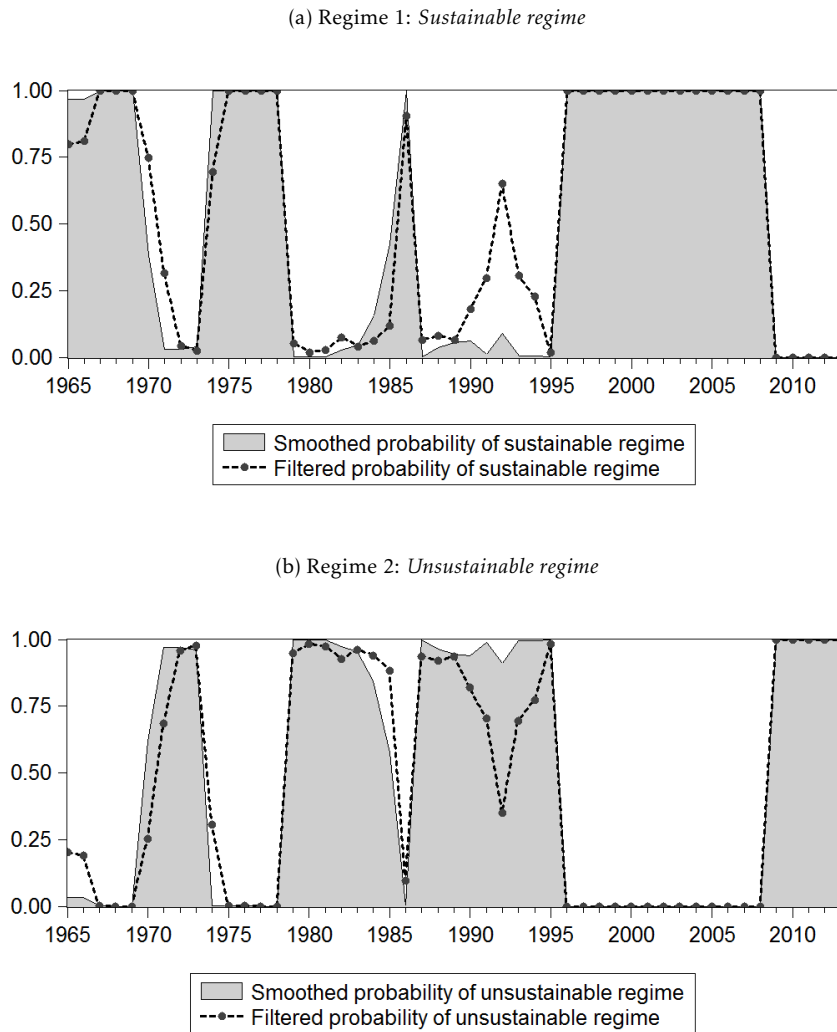 (a) Regime 1: Sustainable regime
1.00
0.75
0.50
0.25
0.00
1965 1970 1975 1980 1985 1990 1995 2000 2005 2010
Smoothed probability of sustainable regime
Filtered probability of sustainable regime
(b) Regime 2: Unsustainable regime
1.00
0.75
0.50
0.25
0.00
1965 1970 1975 1980 1985 1990 1995 2000 2005 2010
Smoothed probability of unsustainable regime
Filtered probability of unsustainable regime